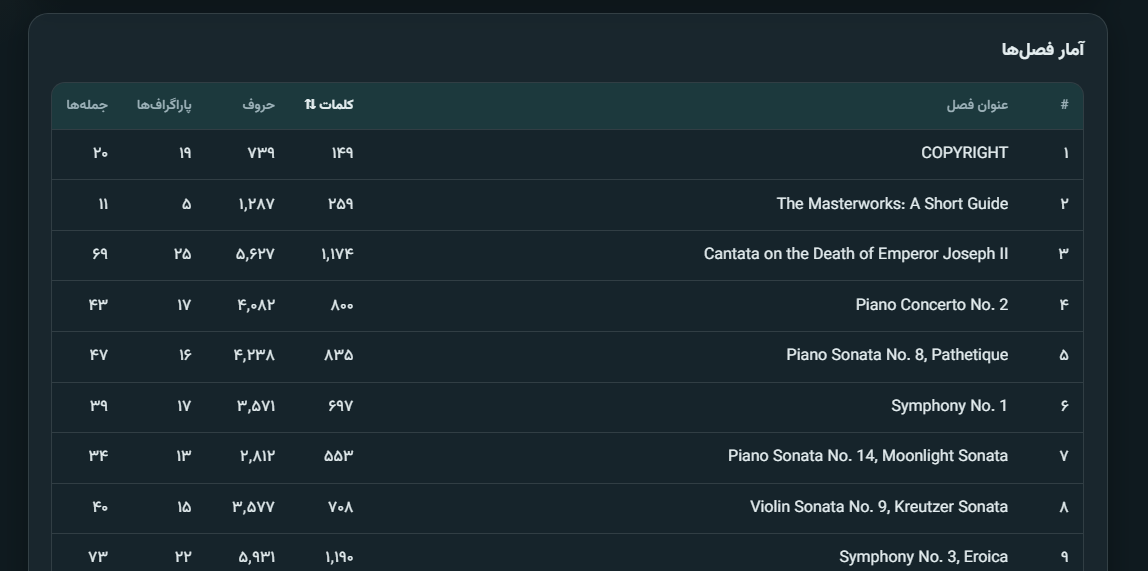 آمار فصل‌ها
# عنوان فصل کلمات ⇅ حروف پاراگراف‌ها جمله‌ها
۱ COPYRIGHT ۱۴۹ ۷۳۹ ۱۹ ۲۰
۲ The Masterworks: A Short Guide ۲۵۹ ۱,۲۸۷ ۵ ۱۱
۳ Cantata on the Death of Emperor Joseph II ۱,۱۷۴ ۵,۶۲۷ ۲۵ ۶۹
۴ Piano Concerto No. 2 ۸۰۰ ۴,۰۸۲ ۱۷ ۴۳
۵ Piano Sonata No. 8, Pathetique ۸۳۵ ۴,۲۳۸ ۱۶ ۴۷
۶ Symphony No. 1 ۶۹۷ ۳,۵۷۱ ۱۷ ۳۹
۷ Piano Sonata No. 14, Moonlight Sonata ۵۵۳ ۲,۸۱۲ ۱۳ ۳۴
۸ Violin Sonata No. 9, Kreutzer Sonata ۷۰۸ ۳,۵۷۷ ۱۵ ۴۰
۹ Symphony No. 3, Eroica ۱,۱۹۰ ۵,۹۳۱ ۲۲ ۷۳